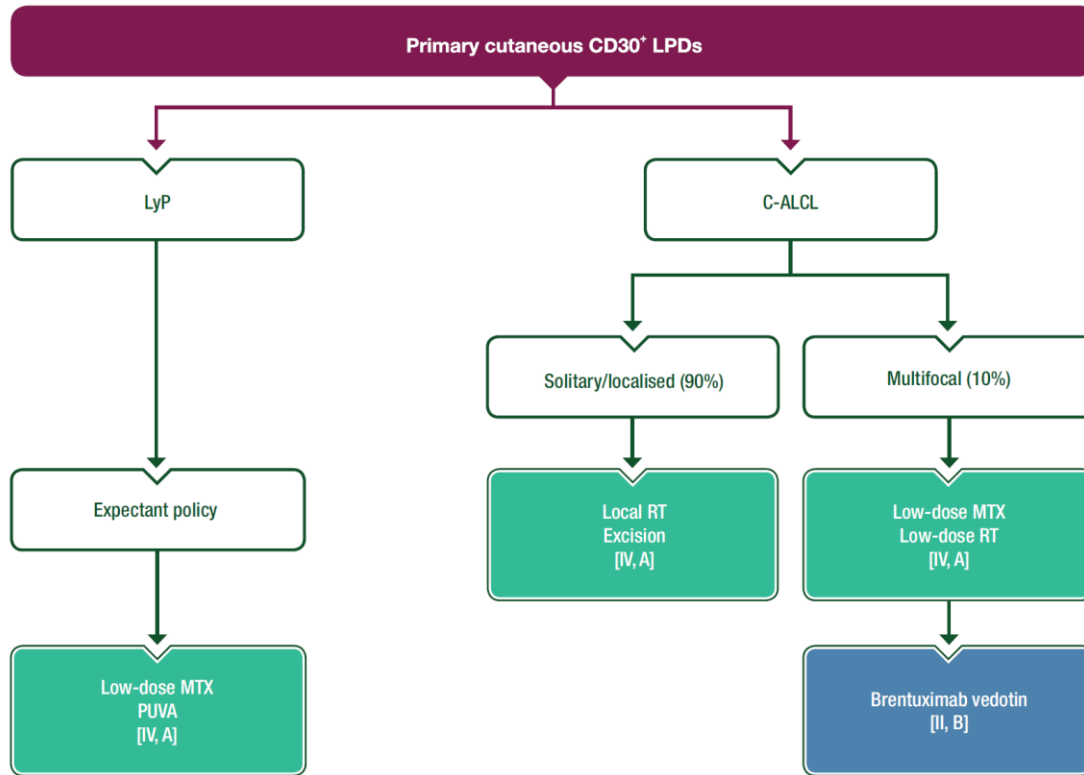 Primary cutaneous CD30⁺ LPDs
LyP
C-ALCL
Solitary/localised (90%)
Multifocal (10%)
Expectant policy
Local RT
Excision
[IV, A]
Low-dose MTX
Low-dose RT
[IV, A]
Low-dose MTX
PUVA
[IV, A]
Brentuximab vedotin
[II, B]